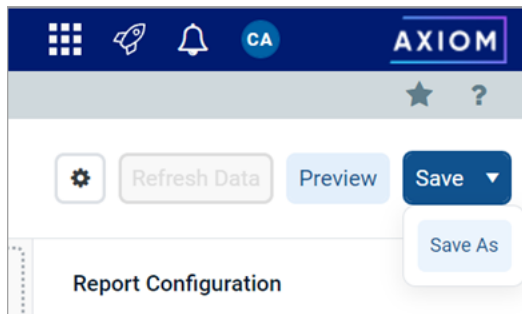 CA
AXIOM
?
Refresh Data
Preview
Save
Save As
Report Configuration